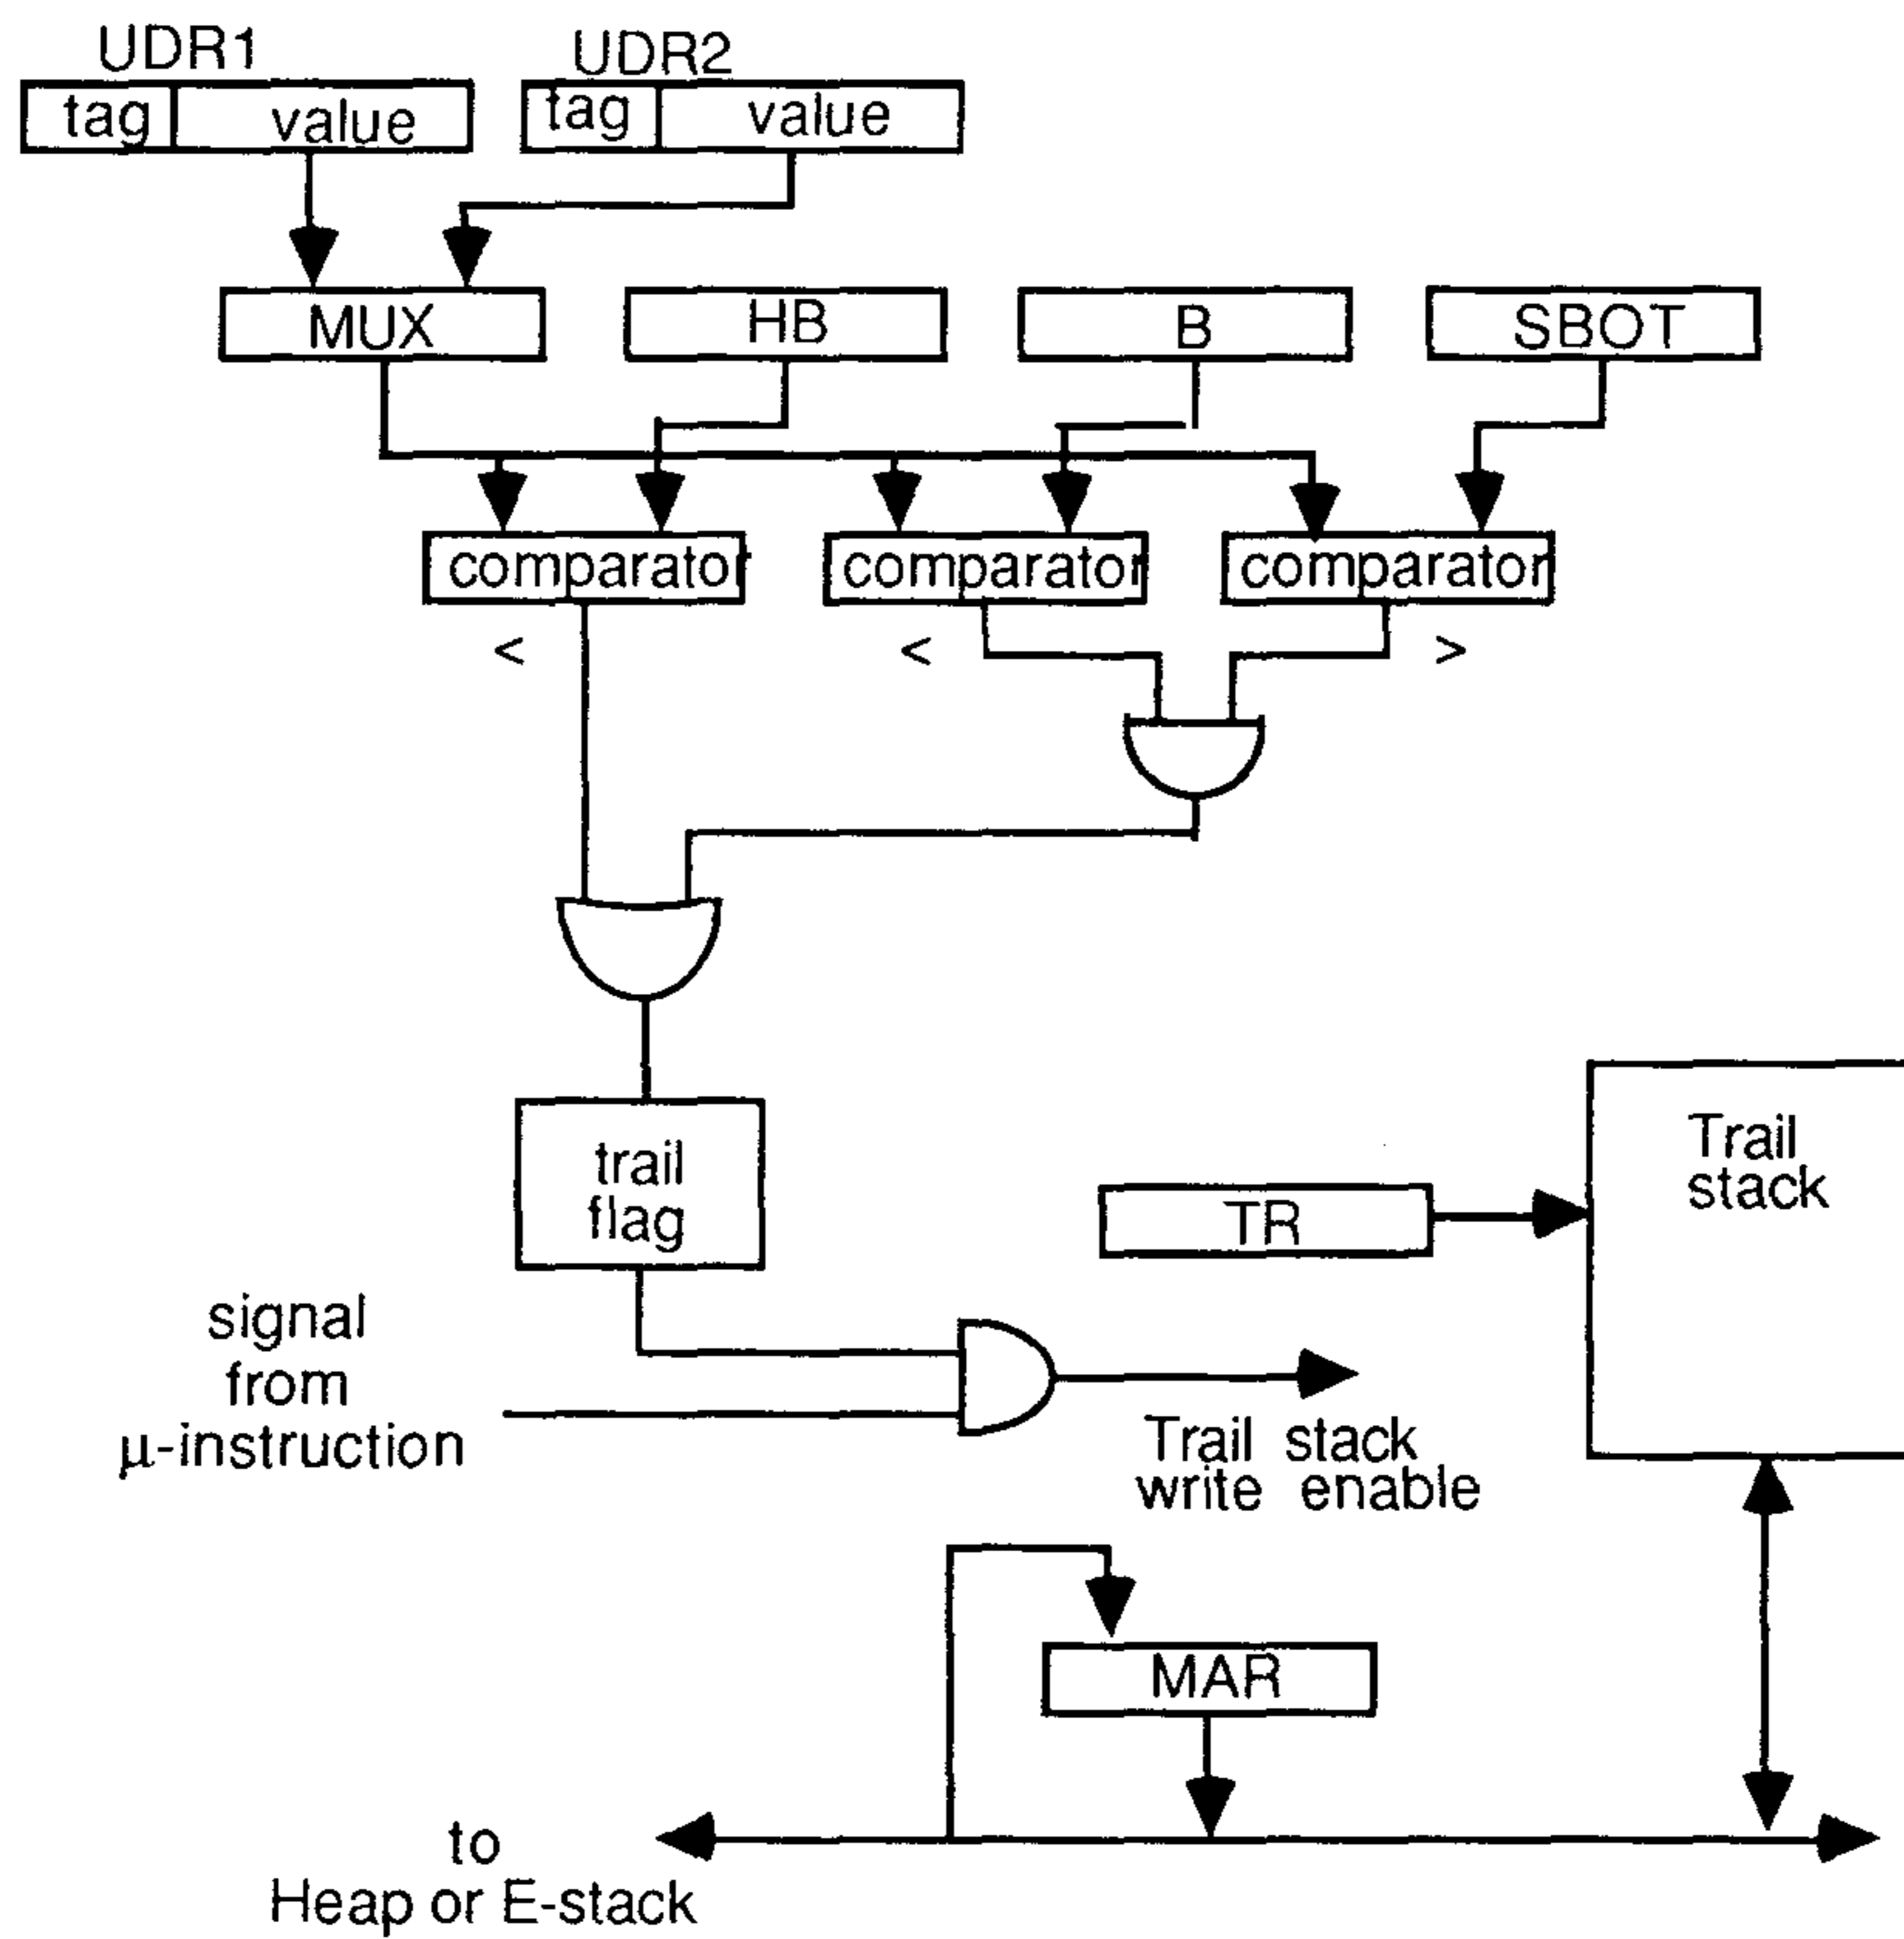 UDR1
UDR2
tag
value
tag
value
MUX
HB
B
SBOT
comparator
comparator
comparator
<
<
>
trail
flag
Trail
stack
TR
signal
from
μ-instruction
Trail stack
write enable
MAR
to
Heap or E-stack